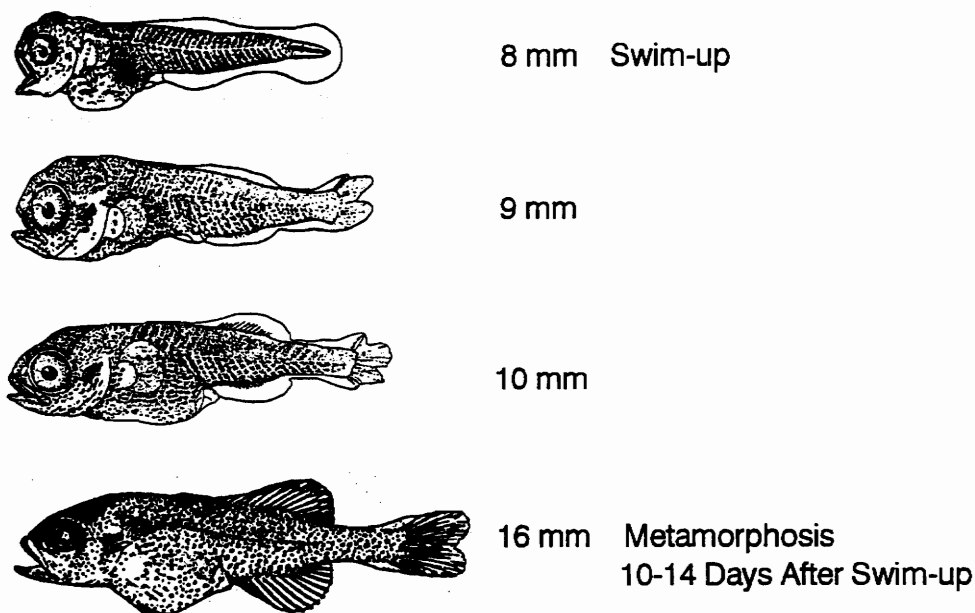 8 mm Swim-up
9 mm
10 mm
16 mm Metamorphosis
10-14 Days After Swim-up